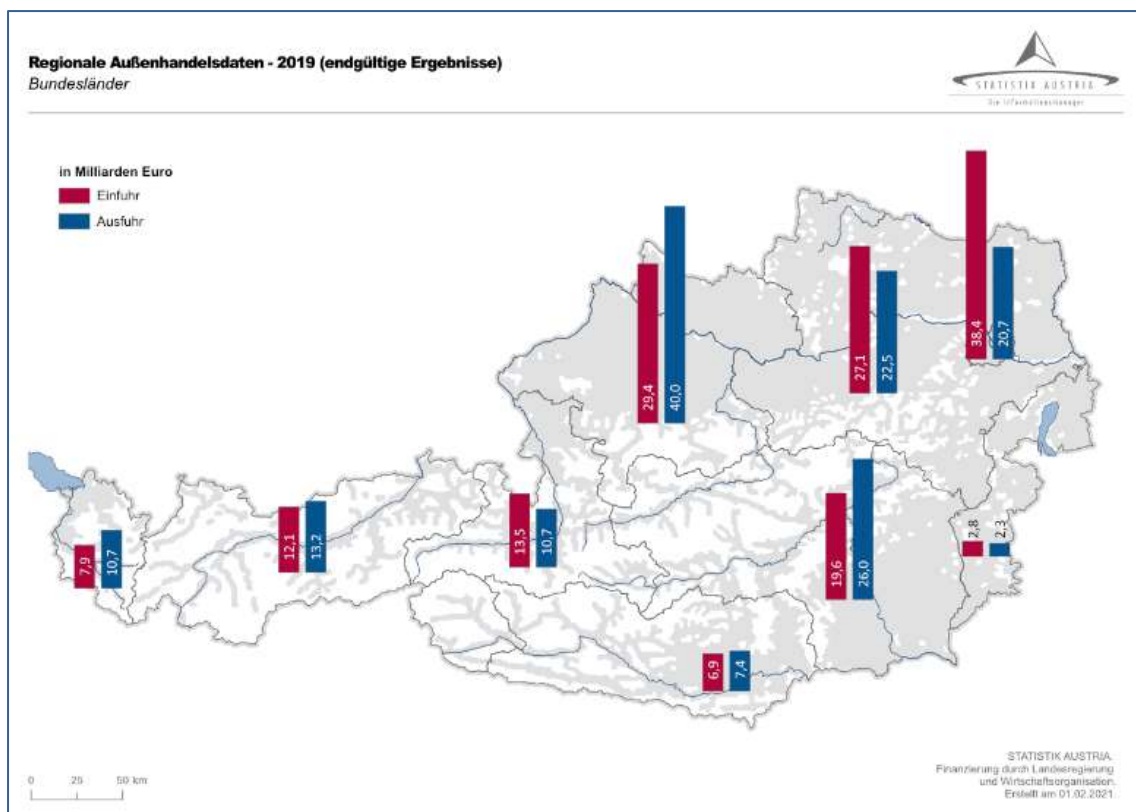 Regionale Außenhandelsdaten - 2019 (endgültige Ergebnisse)
Bundesländer
STATISTIK AUSTRIA
Die Informationsmanager
in Milliarden Euro
Einfuhr
Ausfuhr
38,4
20,7
27,1
22,5
29,4
40,0
7,9
10,7
12,1
13,2
13,5
10,7
19,6
26,0
2,8
2,3
6,9
7,4
0 25 50 km
STATISTIK AUSTRIA.
Finanzierung durch Landesregierung
und Wirtschaftsorganisation.
Erstellt am 01.02.2021.